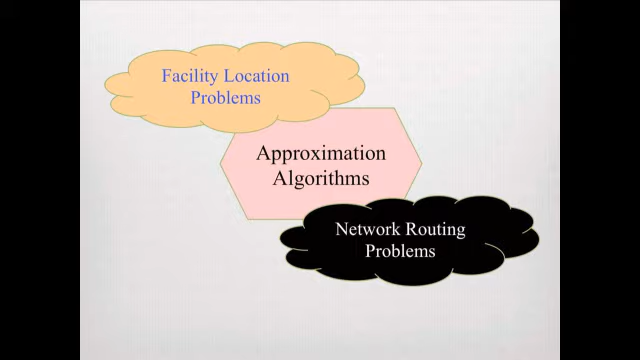 Facility Location
Problems
Approximation
Algorithms
Network Routing
Problems